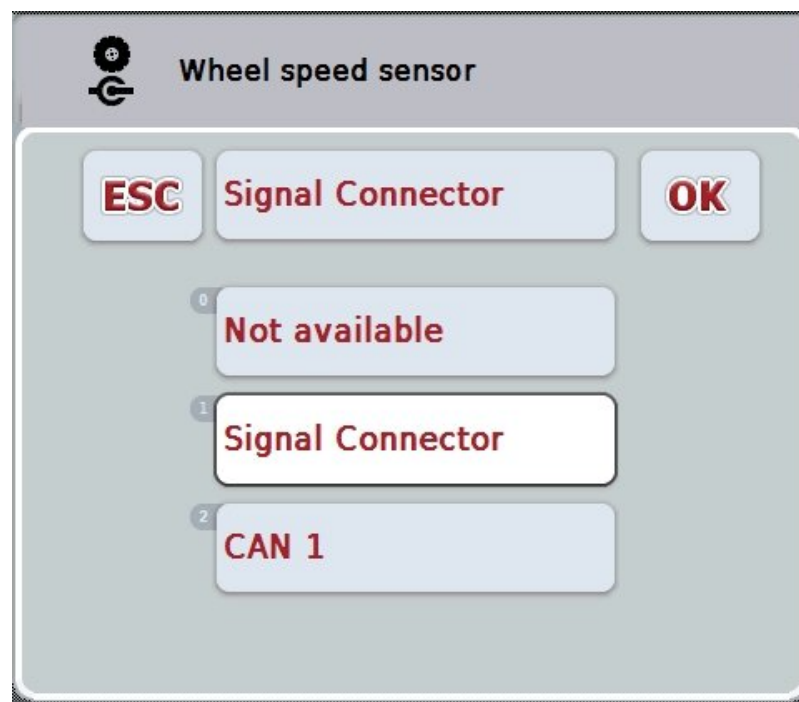 Wheel speed sensor
ESC Signal Connector OK
0
Not available
1
Signal Connector
2
CAN 1